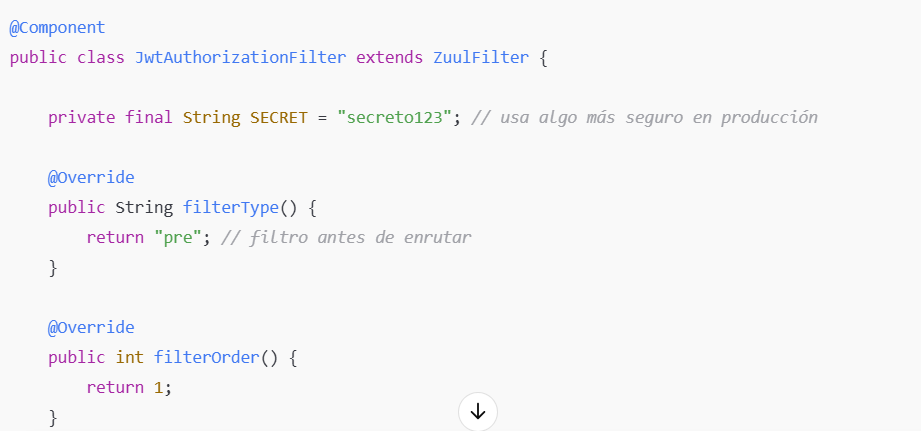 @Component
public class JwtAuthorizationFilter extends ZuulFilter {
private final String SECRET = "secreto123"; // usa algo más seguro en producción
@Override
public String filterType() {
return "pre"; // filtro antes de enrutar
}
@Override
public int filterOrder() {
return 1;
}